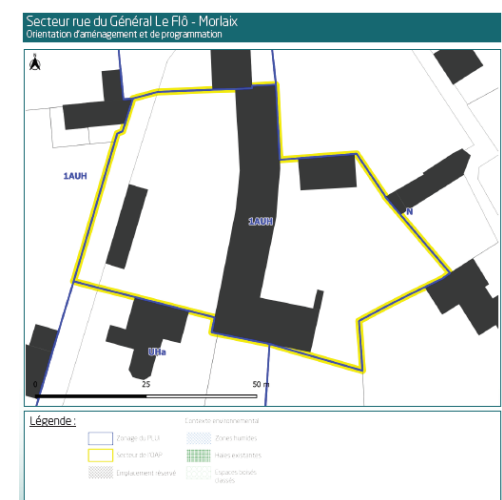 Secteur rue du Général Le Flô - Morlaix
Orientation d'aménagement et de programmation
N
1AUH
N
1AUH
UHa
0 25 50 m
Légende :
Contexte environnemental
Zonage du PLUi Zones humides
Secteur de l'OAP Haies existantes
Emplacement réservé Espaces boisés
classés